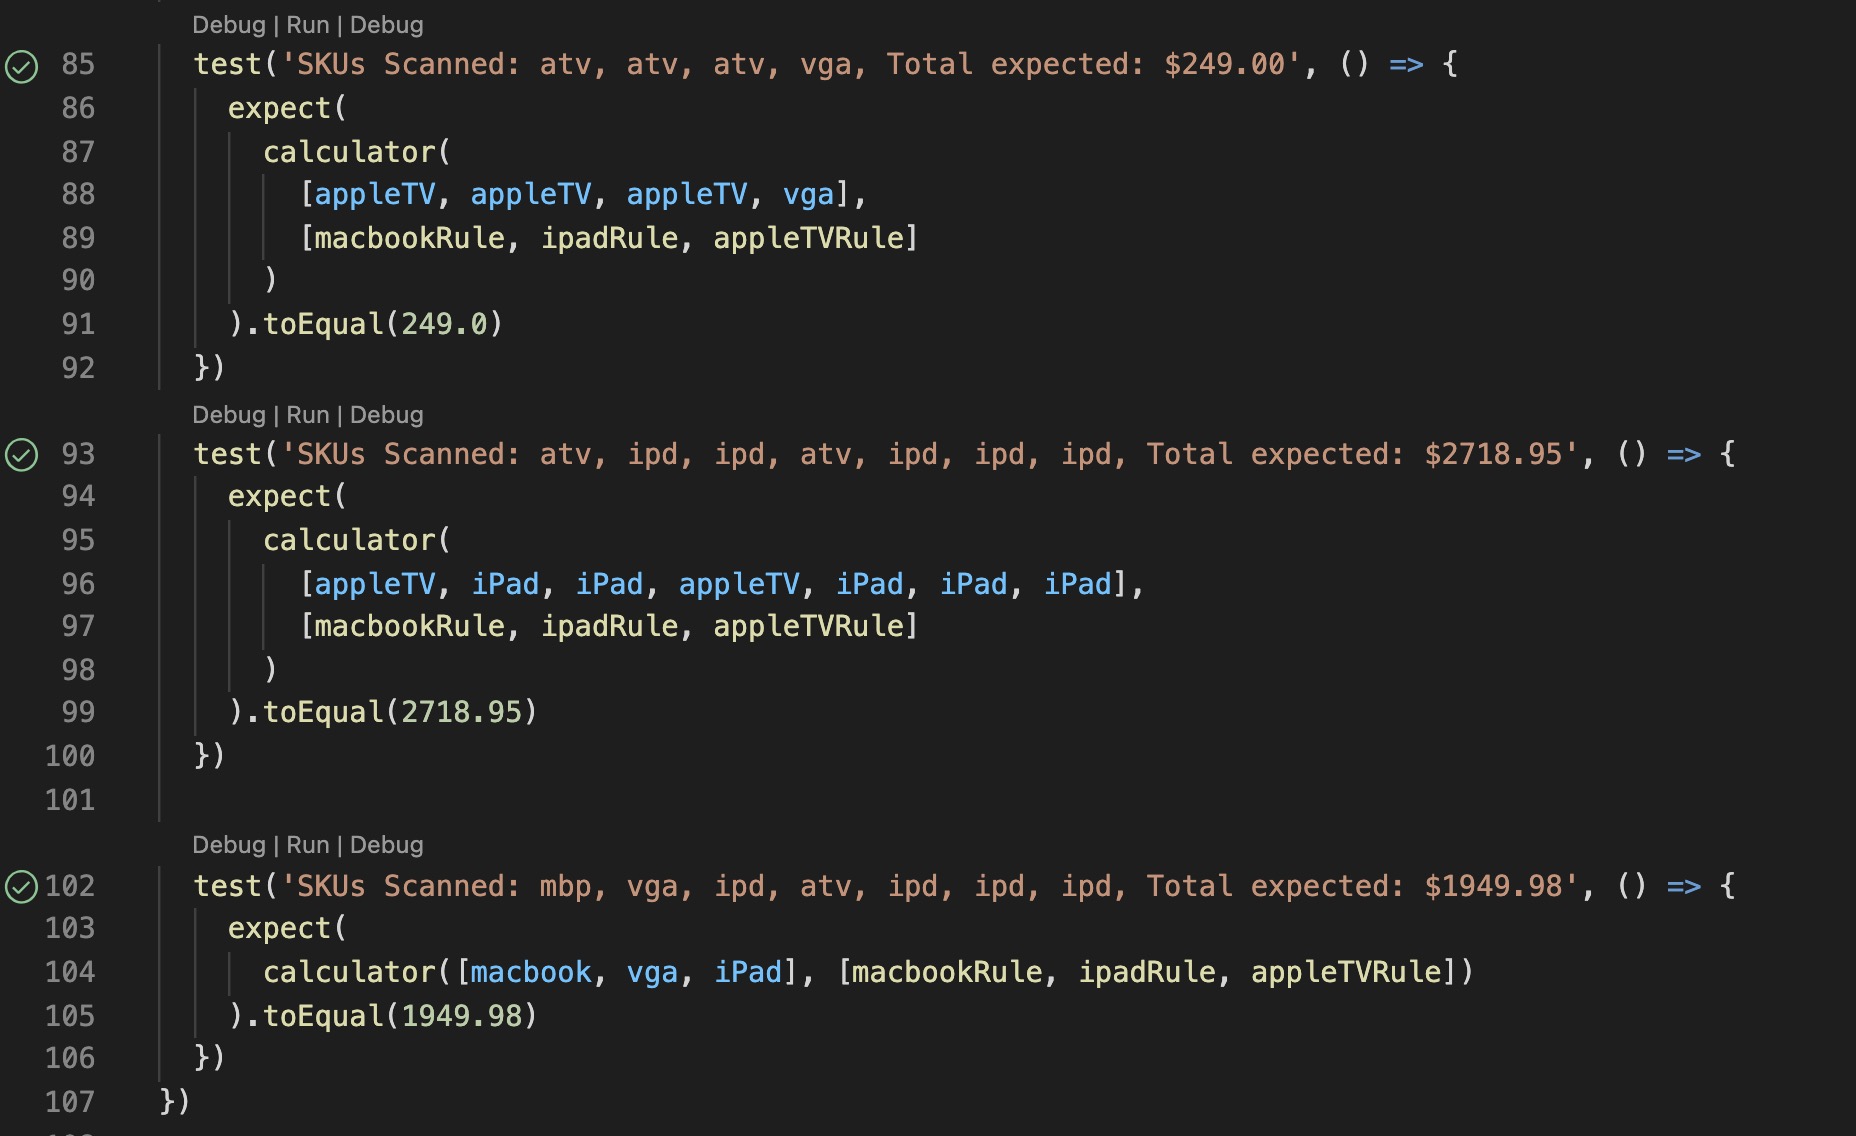 Debug | Run | Debug
85 test('SKUs Scanned: atv, atv, atv, vga, Total expected: $249.00', () => {
86 expect(
87 calculator(
88 [appleTV, appleTV, appleTV, vga],
89 [macbookRule, ipadRule, appleTVRule]
90 )
91 ).toEqual(249.0)
92 })
Debug | Run | Debug
93 test('SKUs Scanned: atv, ipd, ipd, atv, ipd, ipd, ipd, Total expected: $2718.95', () => {
94 expect(
95 calculator(
96 [appleTV, iPad, iPad, appleTV, iPad, iPad, iPad],
97 [macbookRule, ipadRule, appleTVRule]
98 )
99 ).toEqual(2718.95)
100 })
101
Debug | Run | Debug
102 test('SKUs Scanned: mbp, vga, ipd, atv, ipd, ipd, ipd, Total expected: $1949.98', () => {
103 expect(
104 calculator([macbook, vga, iPad], [macbookRule, ipadRule, appleTVRule])
105 ).toEqual(1949.98)
106 })
107 })